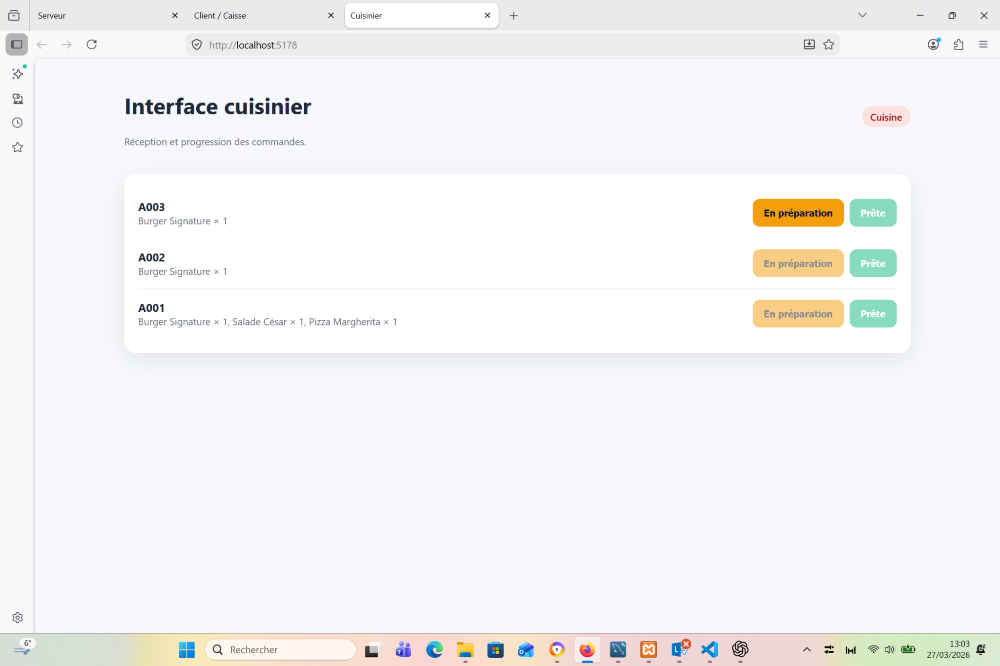 Serveur
Client / Caisse
Cuisinier
http://localhost:5178
Interface cuisinier
Cuisine
Réception et progression des commandes.
A003
Burger Signature × 1
En préparation
Prête
A002
Burger Signature × 1
En préparation
Prête
A001
Burger Signature × 1, Salade César × 1, Pizza Margherita × 1
En préparation
Prête
6°
Rechercher
13:03
27/03/2026